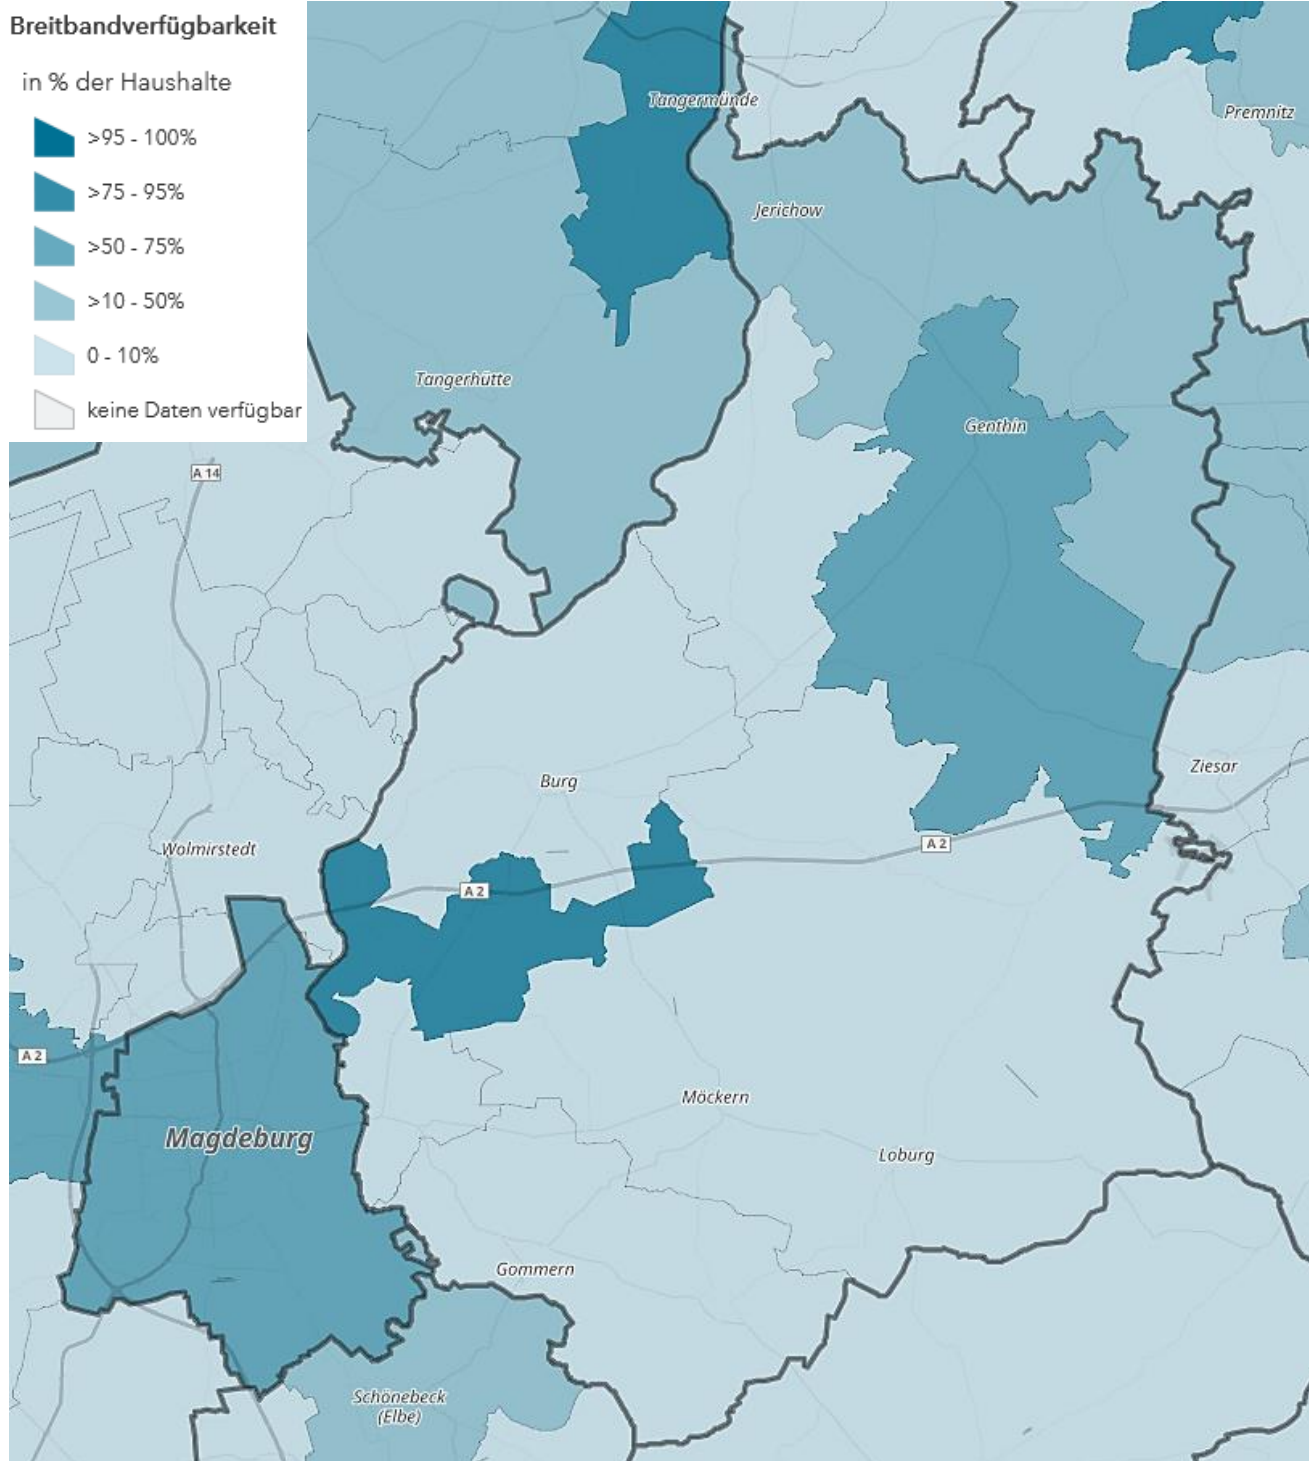 Breitbandverfügbarkeit
in % der Haushalte
>95 - 100%
>75 - 95%
>50 - 75%
>10 - 50%
0 - 10%
keine Daten verfügbar
Tangermünde
Premnitz
Jerichow
Tangerhütte
Genthin
A 14
Ziesar
Burg
Wolmirstedt
A 2
A 2
A 2
Möckern
Magdeburg
Loburg
Gommern
Schönebeck
(Elbe)